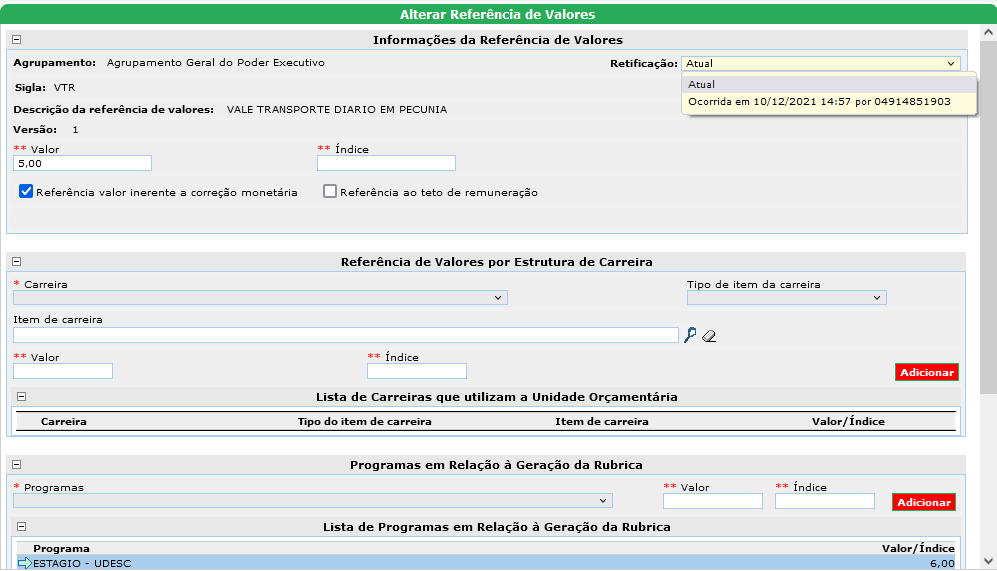 Alterar Referência de Valores
Informações da Referência de Valores
Agrupamento: Agrupamento Geral do Poder Executivo
Retificação: Atual
Atual
Ocorrida em 10/12/2021 14:57 por 04914851903
Sigla: VTR
Descrição da referência de valores: VALE TRANSPORTE DIARIO EM PECUNIA
Versão: 1
** Valor ** Índice
5,00
Referência valor inerente a correção monetária Referência ao teto de remuneração
Referência de Valores por Estrutura de Carreira
* Carreira Tipo de item da carreira
Item de carreira
** Valor ** Índice
Adicionar
Lista de Carreiras que utilizam a Unidade Orçamentária
Carreira Tipo do item de carreira Item de carreira Valor/Índice
Programas em Relação à Geração da Rubrica
* Programas ** Valor ** Índice
Adicionar
Lista de Programas em Relação à Geração da Rubrica
Programa Valor/Índice
ESTAGIO - UDESC 6,00